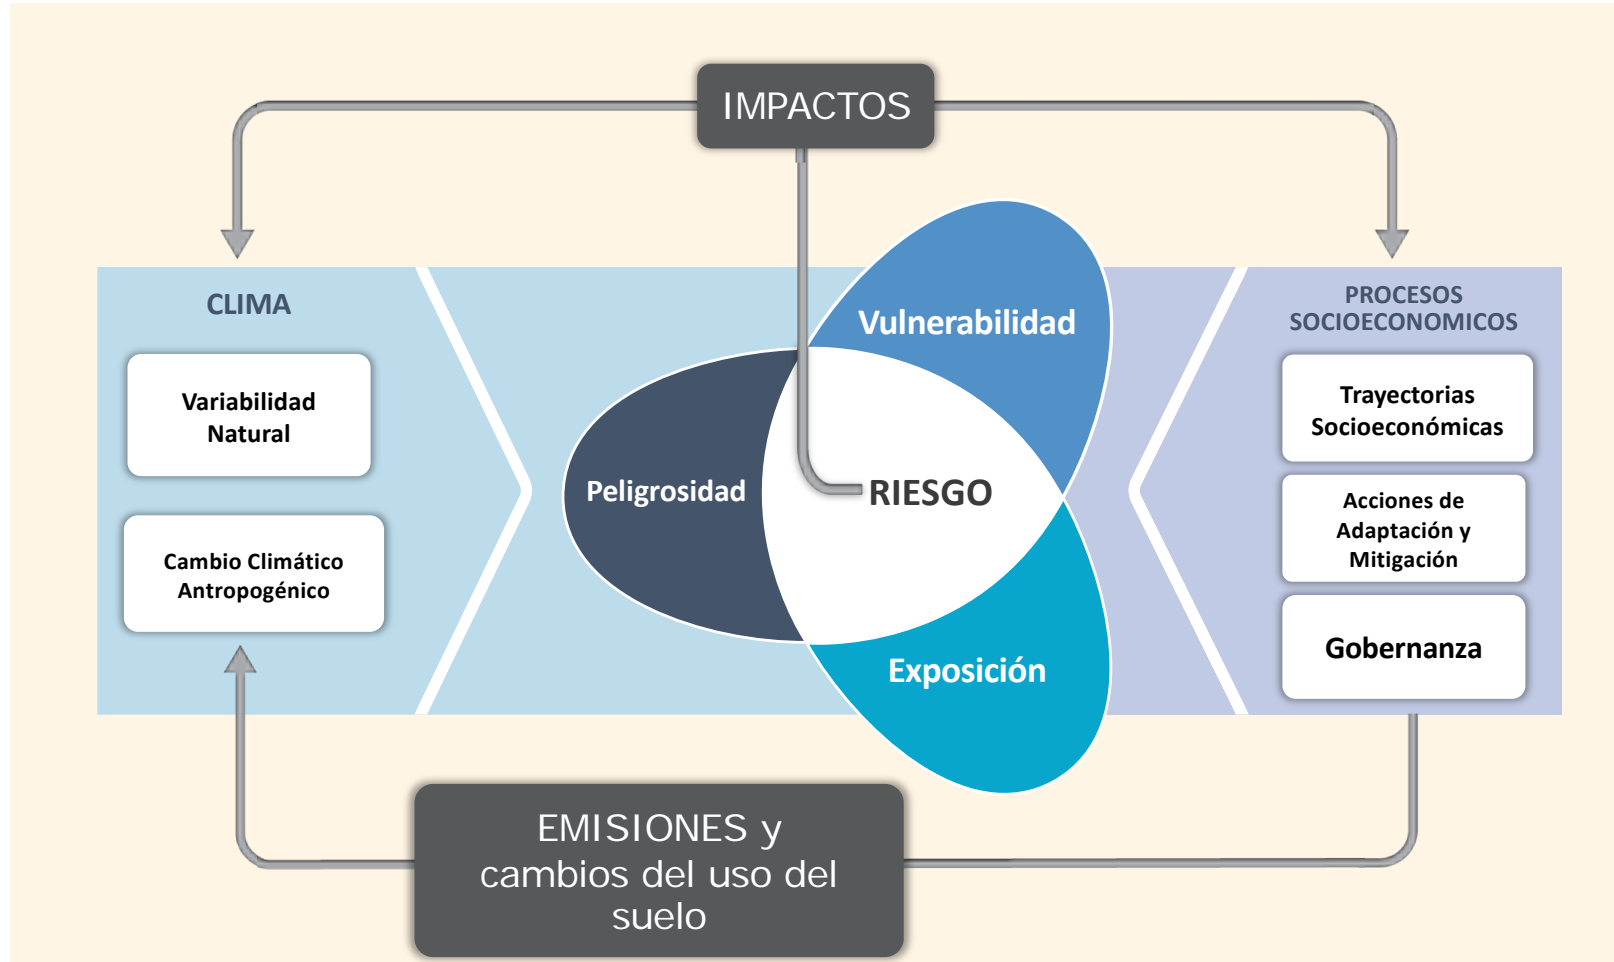 IMPACTOS
CLIMA
Variabilidad
Natural
Cambio Climático
Antropogénico
Vulnerabilidad
Peligrosidad
RIESGO
Exposición
PROCESOS
SOCIOECONOMICOS
Trayectorias
Socioeconómicas
Acciones de
Adaptación y
Mitigación
Gobernanza
EMISIONES y
cambios del uso del
suelo